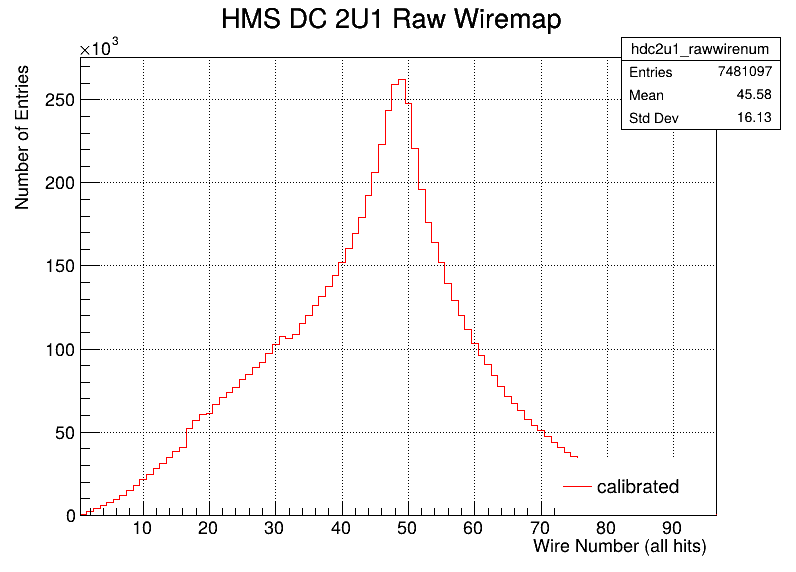 HMS DC 2U1 Raw Wiremap
×10³
hdc2u1_rawwirenum
Entries 7481097
Mean 45.58
Std Dev 16.13
Number of Entries
250
200
150
100
50
0
calibrated
10 20 30 40 50 60 70 80 90
Wire Number (all hits)